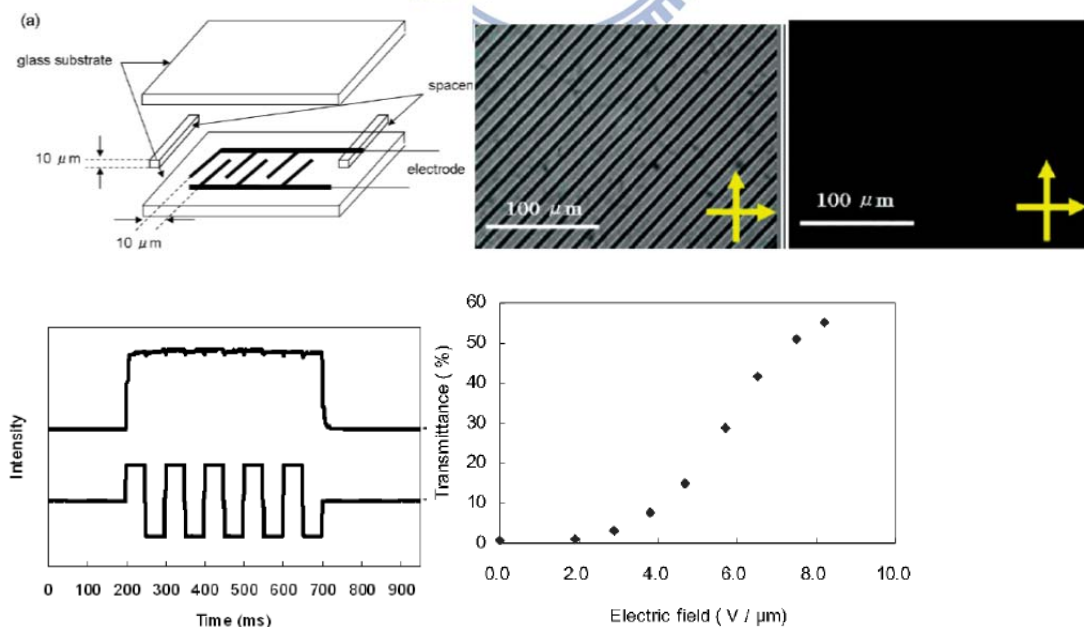 (a)
glass substrate
spacen
10 μm
electrode
10 μm
100 μm
100 μm
Intensity
0 100 200 300 400 500 600 700 800 900
Time (ms)
Transmittance ( % )
60
50
40
30
20
10
0
0.0 2.0 4.0 6.0 8.0 10.0
Electric field ( V / μm)